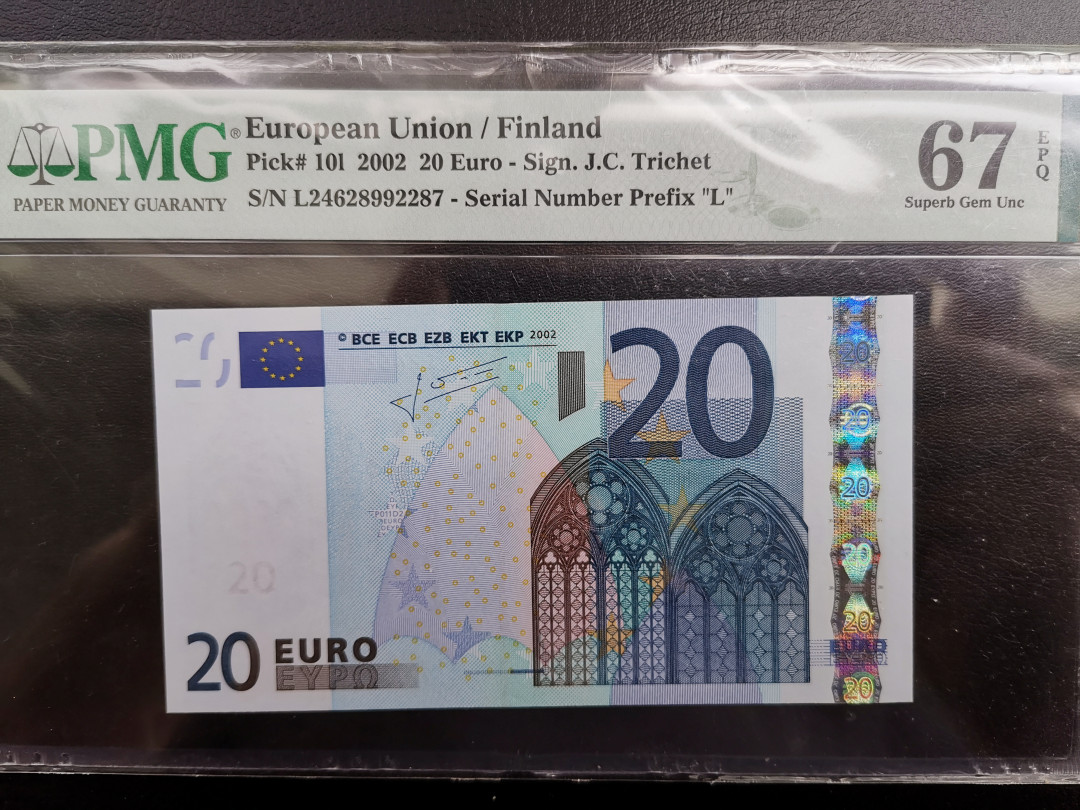 PMG®
PAPER MONEY GUARANTY
European Union / Finland
Pick# 10l 2002 20 Euro - Sign. J.C. Trichet
S/N L24628992287 - Serial Number Prefix "L"
67
EPQ
Superb Gem Unc
© BCE ECB EZB EKT EKP 2002
20
20
20 EURO
ΕΥΡΩ
20
20
20
20
20
20